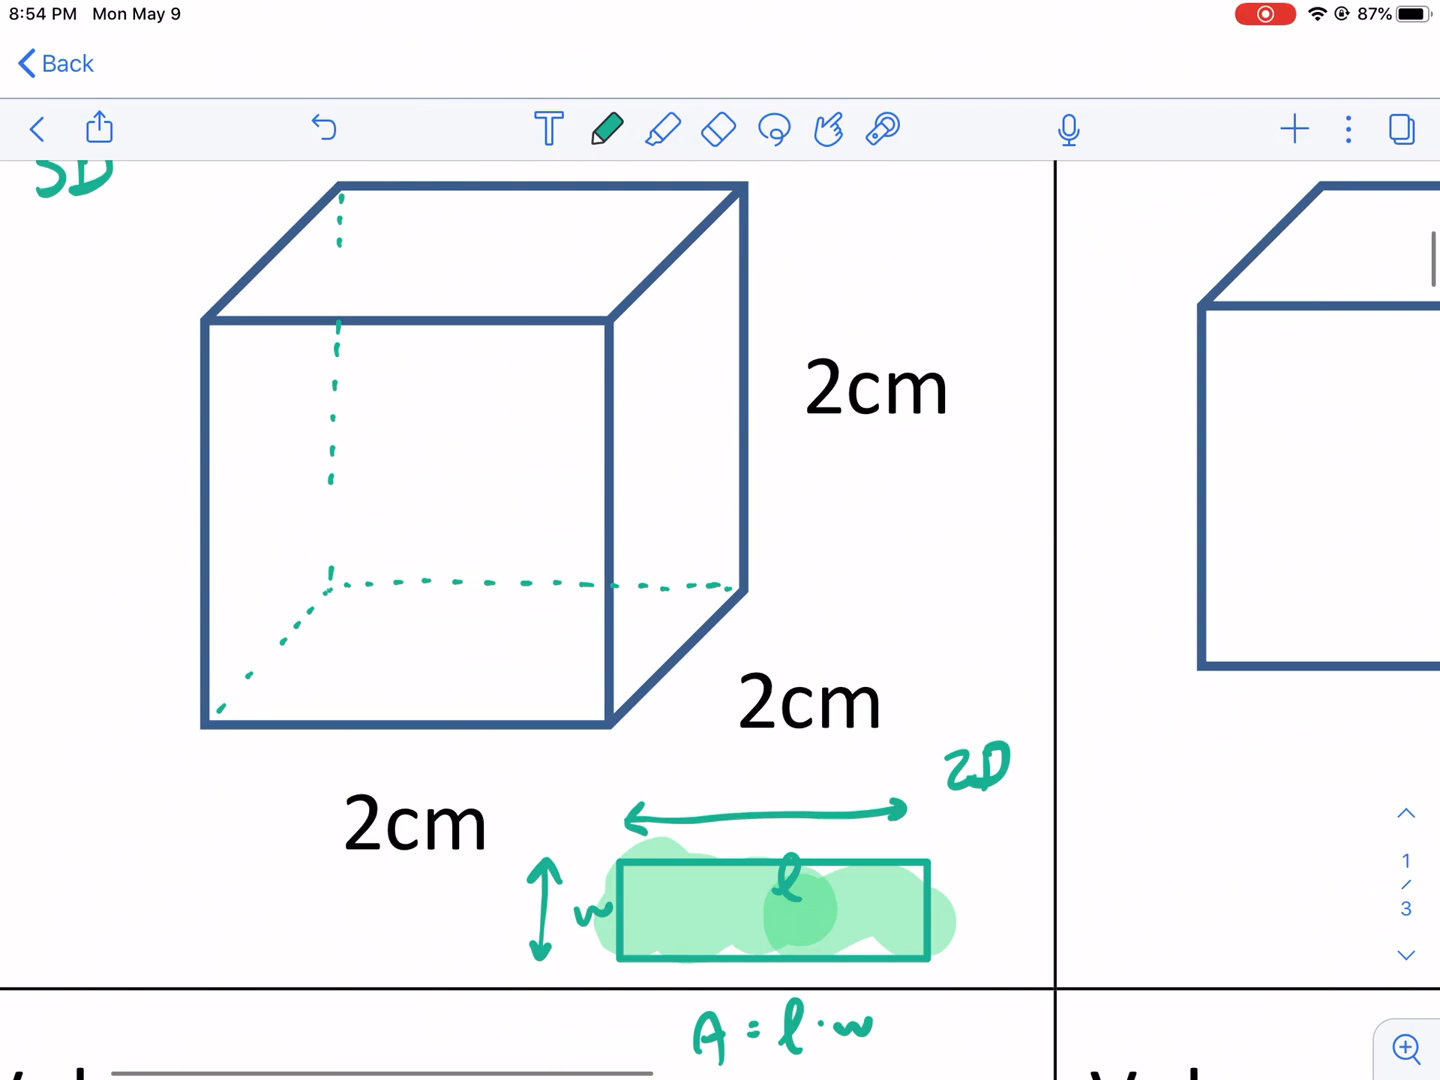 8:54 PM Mon May 9
87%
Back
T
3D
2cm
2cm
2D
2cm
l
w
A = l · w
1
/
3